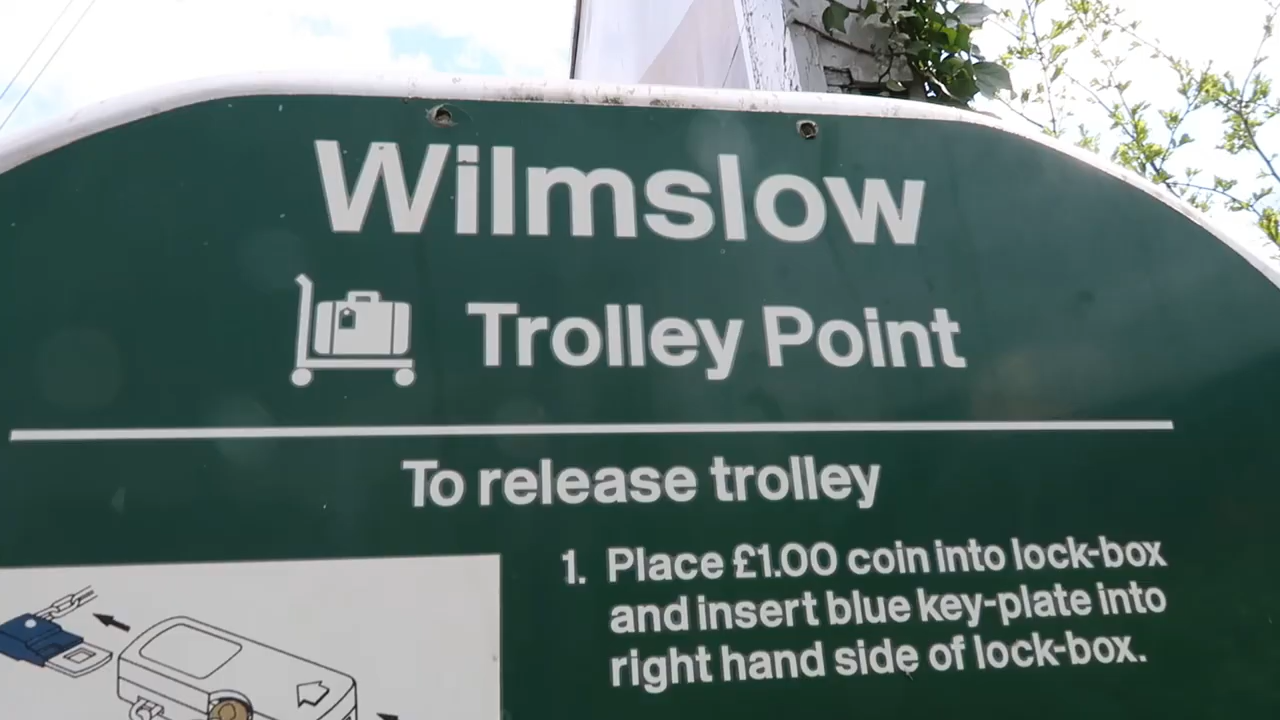 Wilmslow
Trolley Point
To release trolley
1. Place £1.00 coin into lock-box
and insert blue key-plate into
right hand side of lock-box.